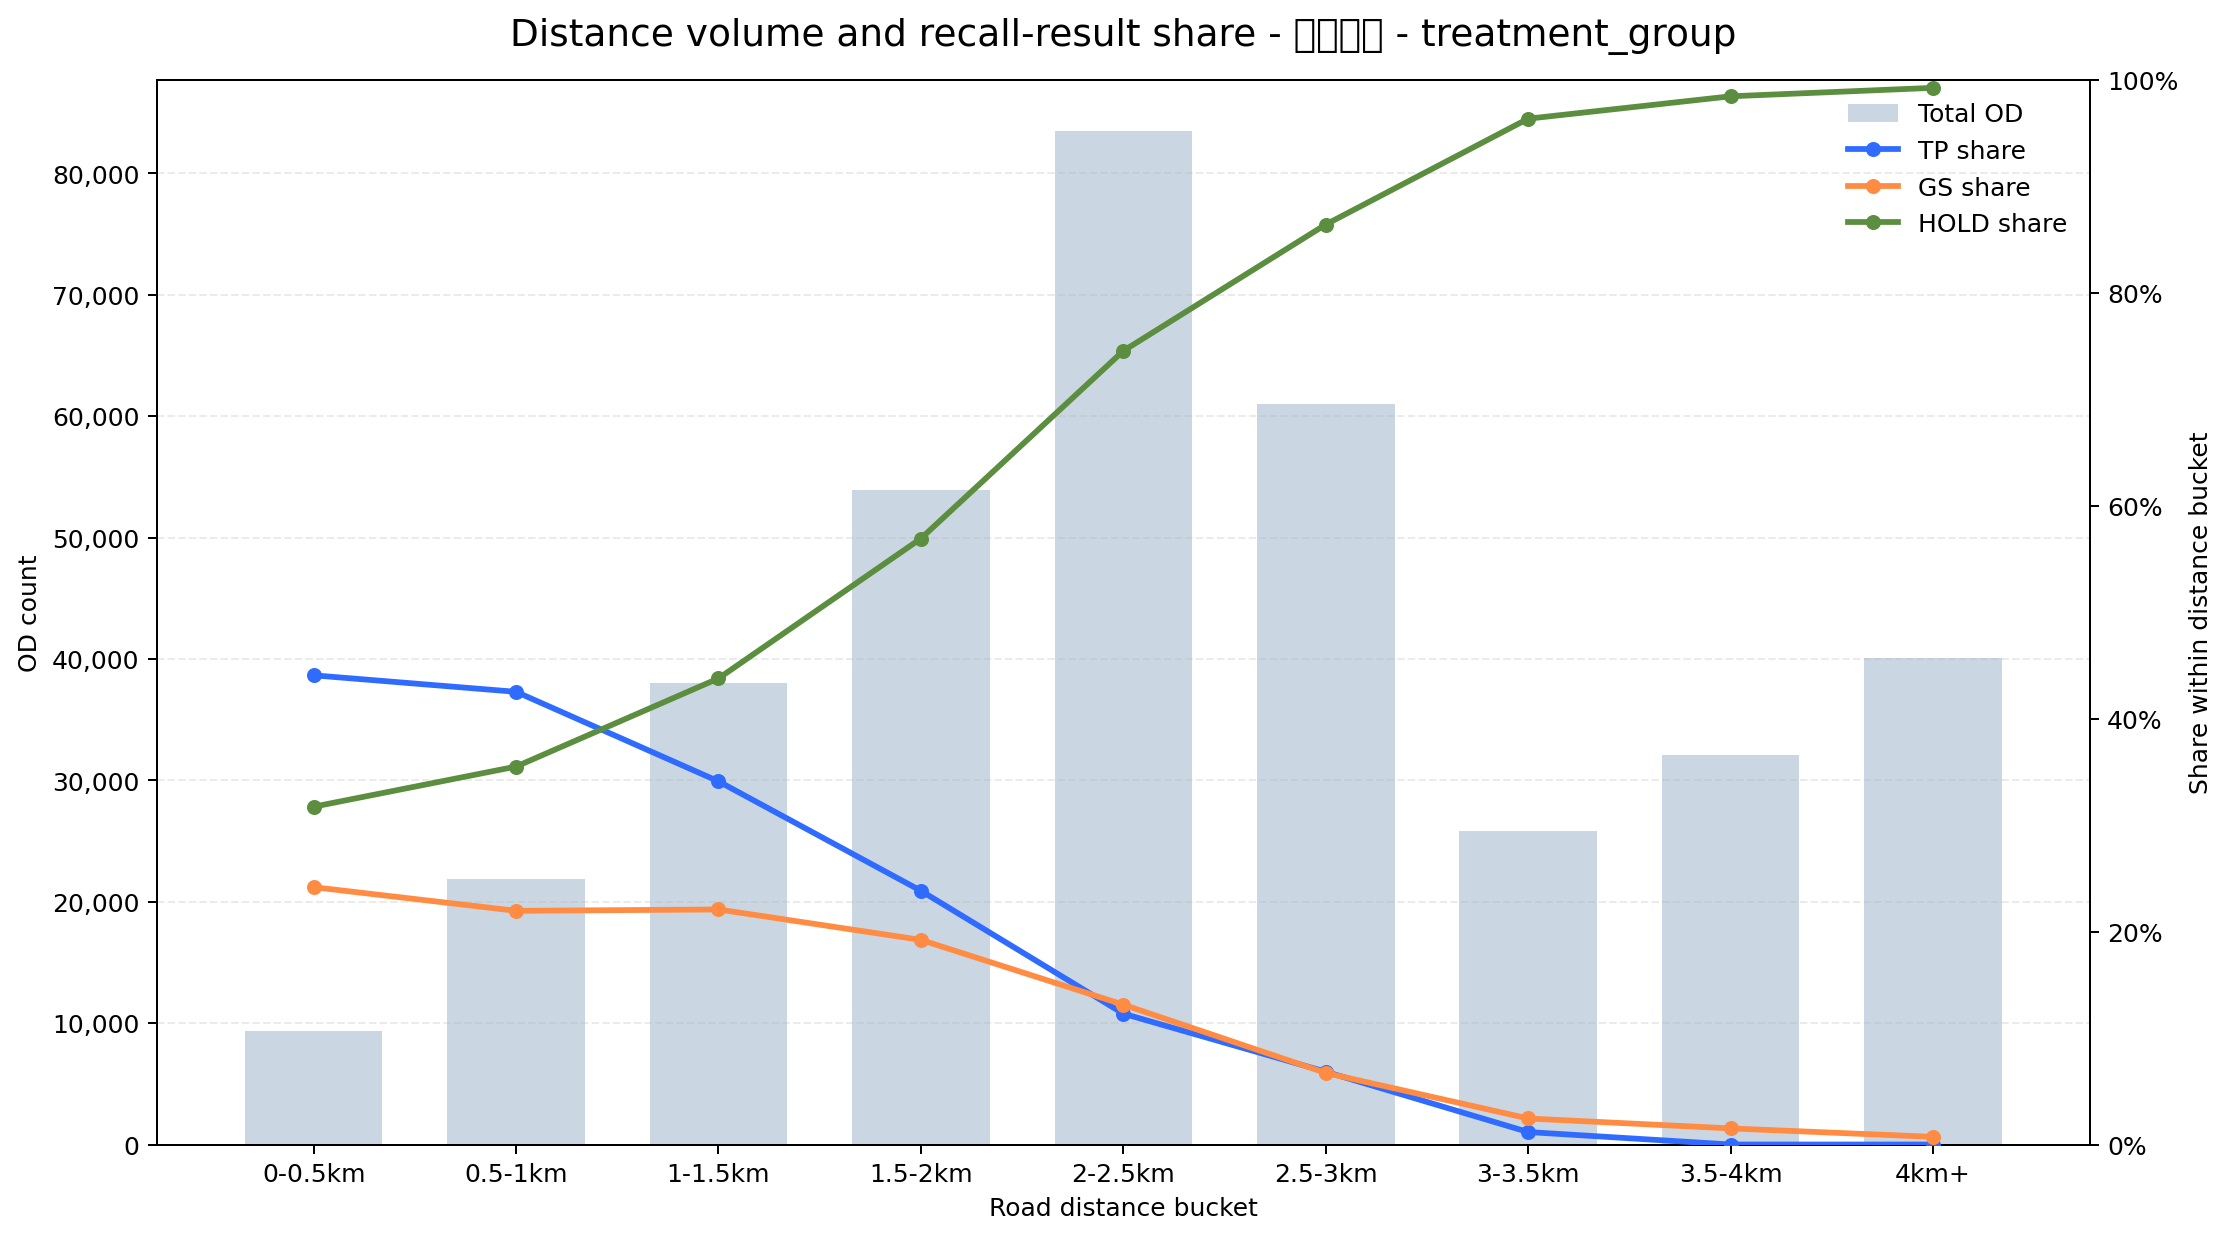 Distance volume and recall-result share - - treatment_group
100%
Total OD
TP share
GS share
HOLD share
80,000
70,000
60,000
50,000
40,000
30,000
20,000
10,000
0
80%
60%
40%
20%
0%
OD count
Share within distance bucket
0-0.5km
0.5-1km
1-1.5km
1.5-2km
2-2.5km
2.5-3km
3-3.5km
3.5-4km
4km+
Road distance bucket